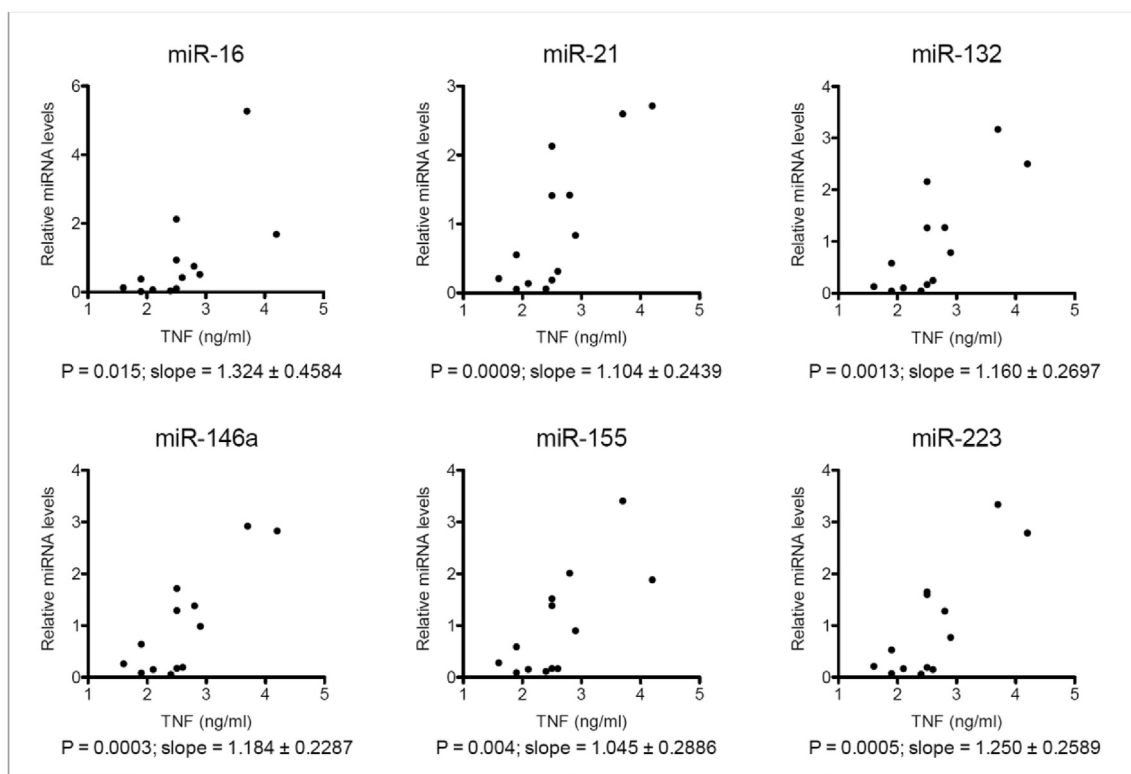 miR-16
miR-21
miR-132
Relative miRNA levels
6
4
2
0
1 2 3 4 5
TNF (ng/ml)
P = 0.015; slope = 1.324 ± 0.4584
Relative miRNA levels
3
2
1
0
1 2 3 4 5
TNF (ng/ml)
P = 0.0009; slope = 1.104 ± 0.2439
Relative miRNA levels
4
3
2
1
0
1 2 3 4 5
TNF (ng/ml)
P = 0.0013; slope = 1.160 ± 0.2697
miR-146a
miR-155
miR-223
Relative miRNA levels
4
3
2
1
0
1 2 3 4 5
TNF (ng/ml)
P = 0.0003; slope = 1.184 ± 0.2287
Relative miRNA levels
4
3
2
1
0
1 2 3 4 5
TNF (ng/ml)
P = 0.004; slope = 1.045 ± 0.2886
Relative miRNA levels
4
3
2
1
0
1 2 3 4 5
TNF (ng/ml)
P = 0.0005; slope = 1.250 ± 0.2589